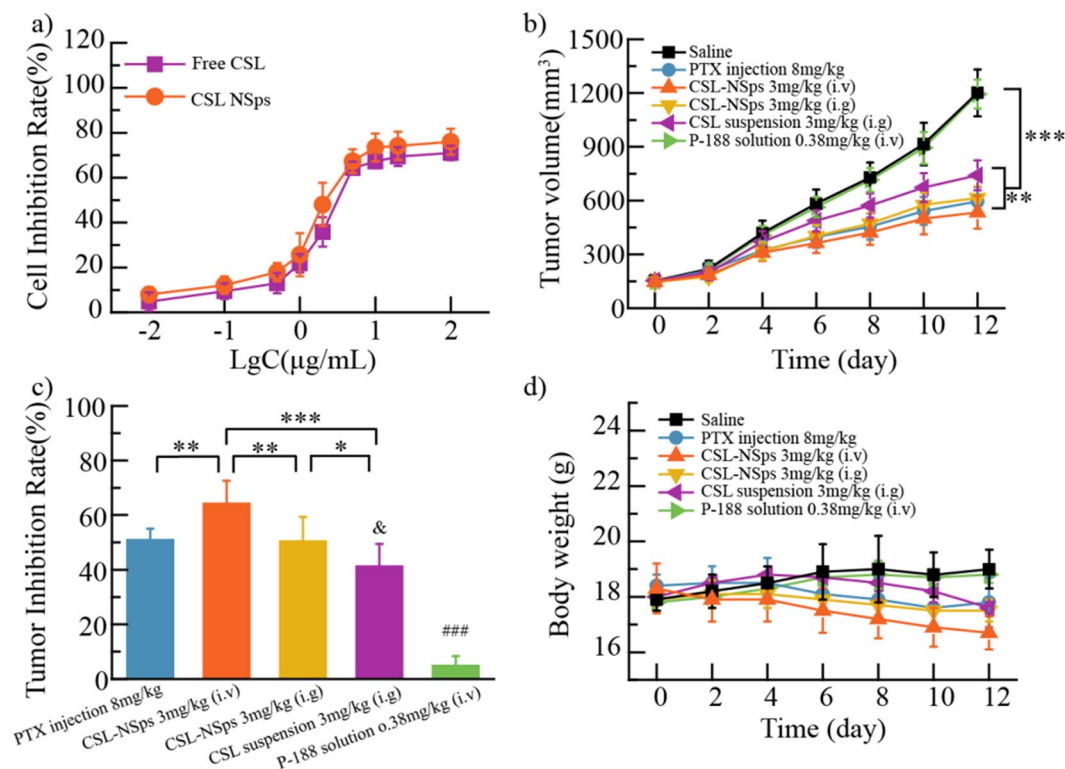 a)
Cell Inhibition Rate(%)
120
100
80
60
40
20
0
Free CSL
CSL NSps
-2
-1
0
1
2
LgC(μg/mL)
b)
Tumor volume(mm³)
1500
1200
900
600
300
0
Saline
PTX injection 8mg/kg
CSL-NSps 3mg/kg (i.v)
CSL-NSps 3mg/kg (i.g)
CSL suspension 3mg/kg (i.g)
P-188 solution 0.38mg/kg (i.v)
***
**
0
2
4
6
8
10
12
Time (day)
c)
Tumor Inhibition Rate(%)
100
80
60
40
20
0
***
**
**
*
&
###
PTX injection 8mg/kg
CSL-NSps 3mg/kg (i.v)
CSL-NSps 3mg/kg (i.g)
CSL suspension 3mg/kg (i.g)
P-188 solution o.38mg/kg (i.v)
d)
Body weight (g)
24
22
20
18
16
Saline
PTX injection 8mg/kg
CSL-NSps 3mg/kg (i.v)
CSL-NSps 3mg/kg (i.g)
CSL suspension 3mg/kg (i.g)
P-188 solution 0.38mg/kg (i.v)
0
2
4
6
8
10
12
Time (day)